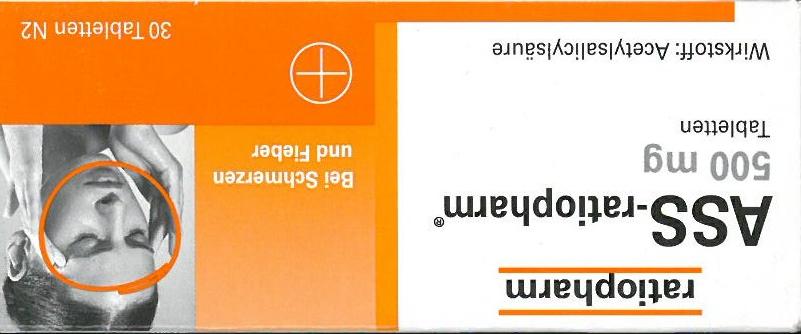 ratiopharm
ASS-ratiopharm®
500 mg
Tabletten
Wirkstoff: Acetylsalicylsäure
Bei Schmerzen
und Fieber
30 Tabletten N2